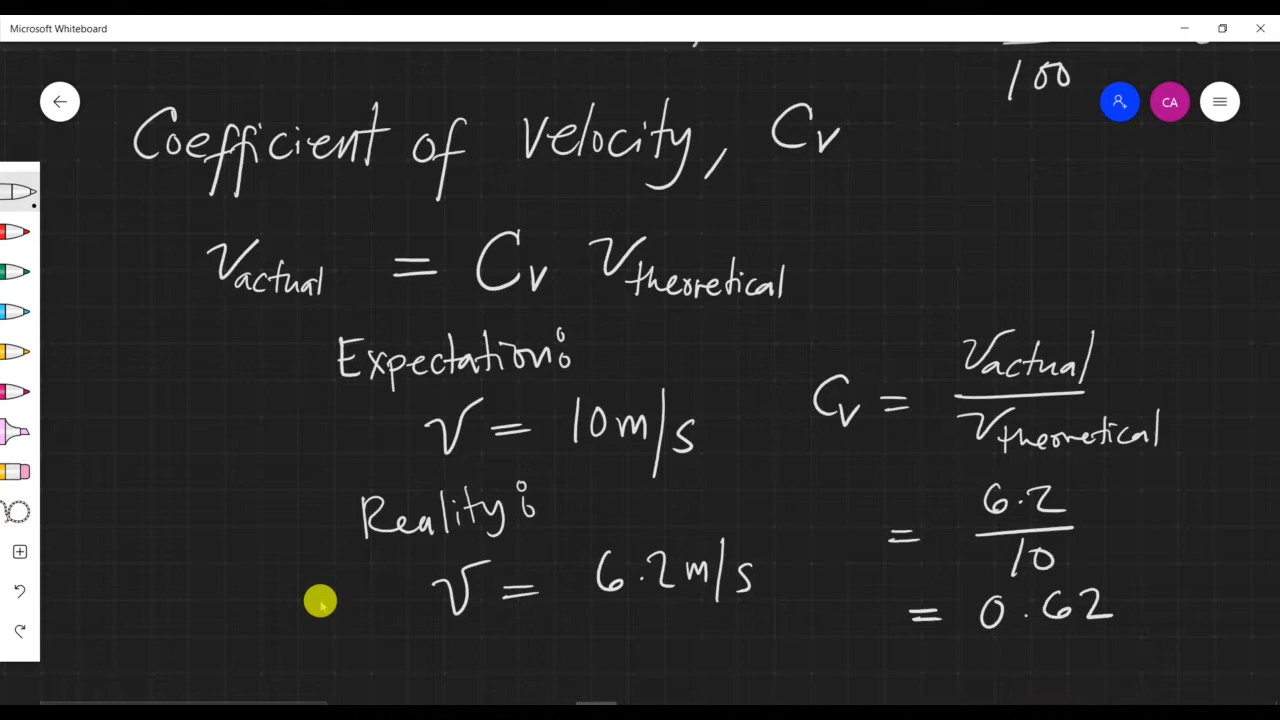 Microsoft Whiteboard
100
CA
Coefficient of velocity, Cv
Vactual = Cv Vtheoretical
Expectation:
V = 10m/s
Reality:
V = 6.2m/s
Cv = Vactual
Vtheoretical
= 6.2
10
= 0.62